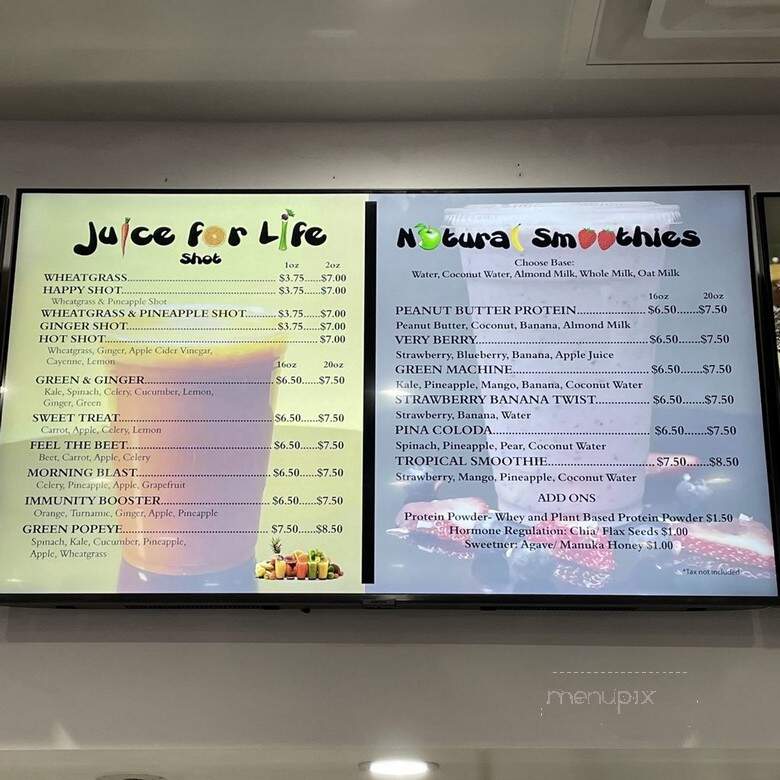 Juice for Life
Shot
1oz 2oz
WHEATGRASS............$3.75......$7.00
HAPPY SHOT............$3.75......$7.00
Wheatgrass & Pineapple Shot
WHEATGRASS & PINEAPPLE SHOT............$3.75......$7.00
GINGER SHOT............$3.75......$7.00
HOT SHOT............$7.00
Wheatgrass, Ginger, Apple Cider Vinegar,
Cayenne, Lemon
16oz 20oz
GREEN & GINGER............$6.50......$7.50
Kale, Spinach, Celery, Cucumber, Lemon,
Ginger, Green
SWEET TREAT............$6.50......$7.50
Carrot, Apple, Celery, Lemon
FEEL THE BEET............$6.50......$7.50
Beet, Carrot, Apple, Celery
MORNING BLAST............$6.50......$7.50
Celery, Pineapple, Apple, Grapefruit
IMMUNITY BOOSTER............$6.50......$7.50
Orange, Turnamic, Ginger, Apple, Pineapple
GREEN POPEYE............$7.50......$8.50
Spinach, Kale, Cucumber, Pineapple,
Apple, Wheatgrass
Natural Smoothies
Choose Base:
Water, Coconut Water, Almond Milk, Whole Milk, Oat Milk
16oz 20oz
PEANUT BUTTER PROTEIN............$6.50......$7.50
Peanut Butter, Coconut, Banana, Almond Milk
VERY BERRY............$6.50......$7.50
Strawberry, Blueberry, Banana, Apple Juice
GREEN MACHINE............$6.50......$7.50
Kale, Pineapple, Mango, Banana, Coconut Water
STRAWBERRY BANANA TWIST............$6.50......$7.50
Strawberry, Banana, Water
PINA COLODA............$6.50......$7.50
Spinach, Pineapple, Pear, Coconut Water
TROPICAL SMOOTHIE............$7.50......$8.50
Strawberry, Mango, Pineapple, Coconut Water
ADD ONS
Protein Powder- Whey and Plant Based Protein Powder $1.50
Hormone Regulation: Chia/ Flax Seeds $1.00
Sweetner: Agave/ Manuka Honey $1.00
*Tax not included
menupix